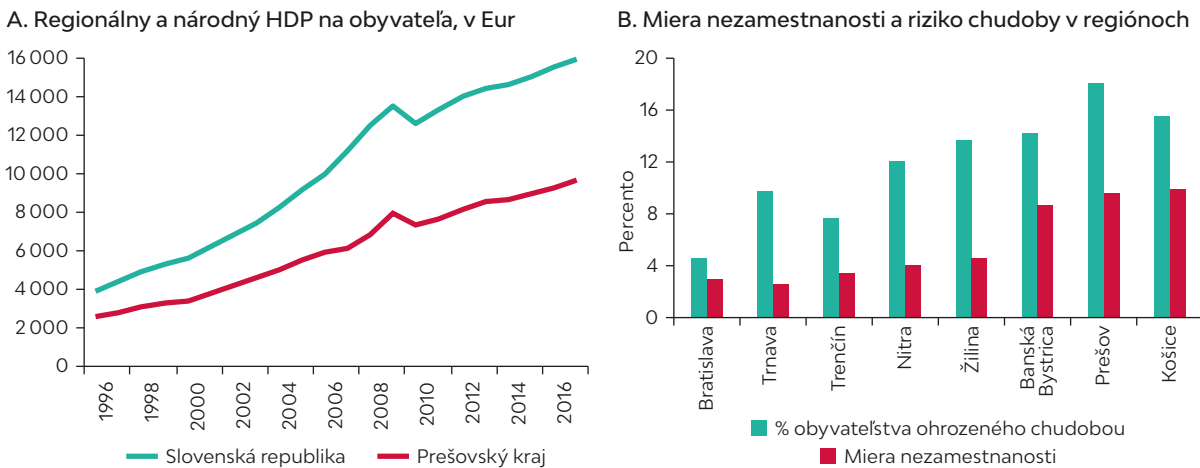 A. Regionálny a národný HDP na obyvateľa, v Eur
16 000
14 000
12 000
10 000
8 000
6 000
4 000
2 000
0
1996
1998
2000
2002
2004
2006
2008
2010
2012
2014
2016
Slovenská republika
Prešovský kraj
B. Miera nezamestnanosti a riziko chudoby v regiónoch
Percento
20
16
12
8
4
0
Bratislava
Trnava
Trenčín
Nitra
Žilina
Banská
Bystrica
Prešov
Košice
% obyvateľstva ohrozeného chudobou
Miera nezamestnanosti